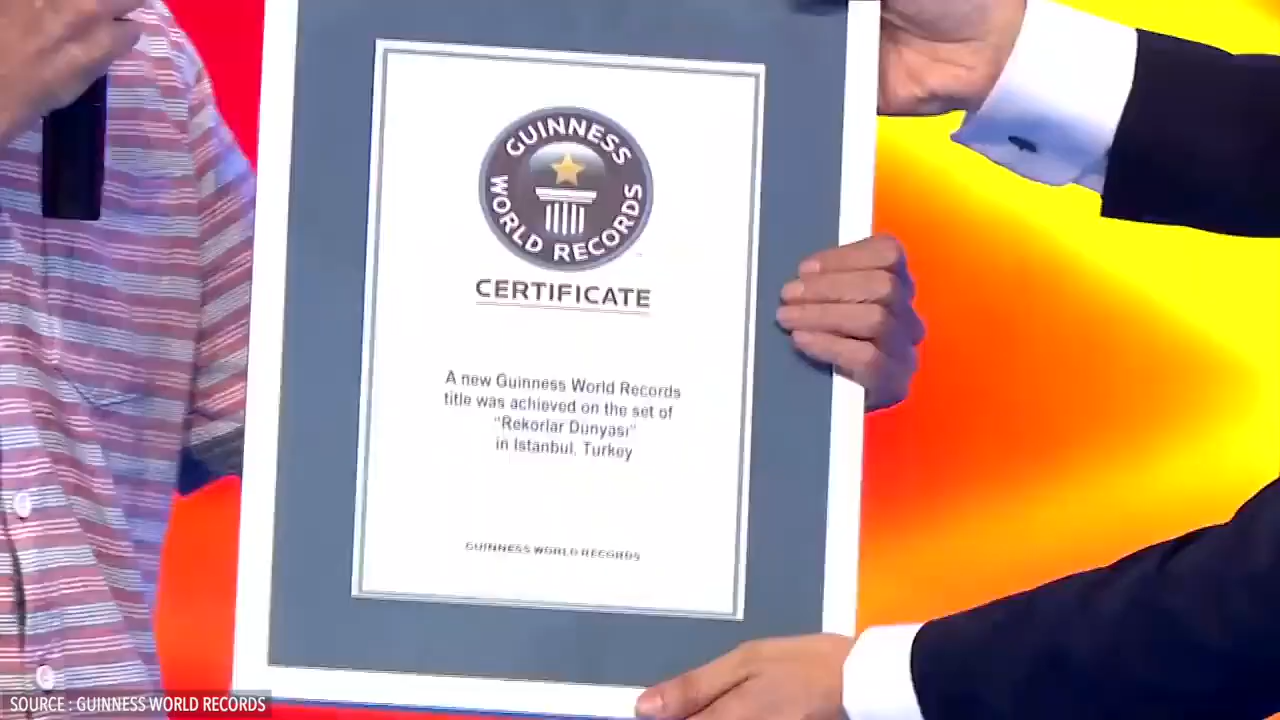 GUINNESS
WORLD RECORDS
CERTIFICATE
A new Guinness World Records
title was achieved on the set of
"Rekorlar Dunyası"
in Istanbul, Turkey
GUINNESS WORLD RECORDS
SOURCE : GUINNESS WORLD RECORDS